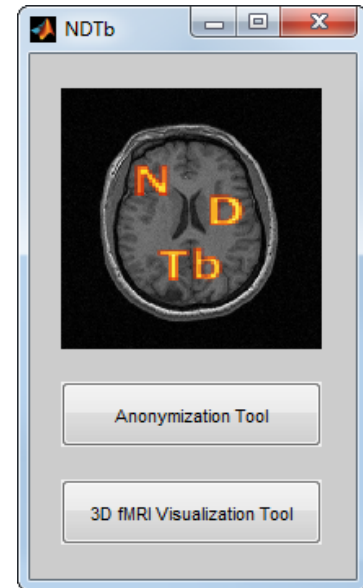 NDTb
N
D
Tb
Anonymization Tool
3D fMRI Visualization Tool